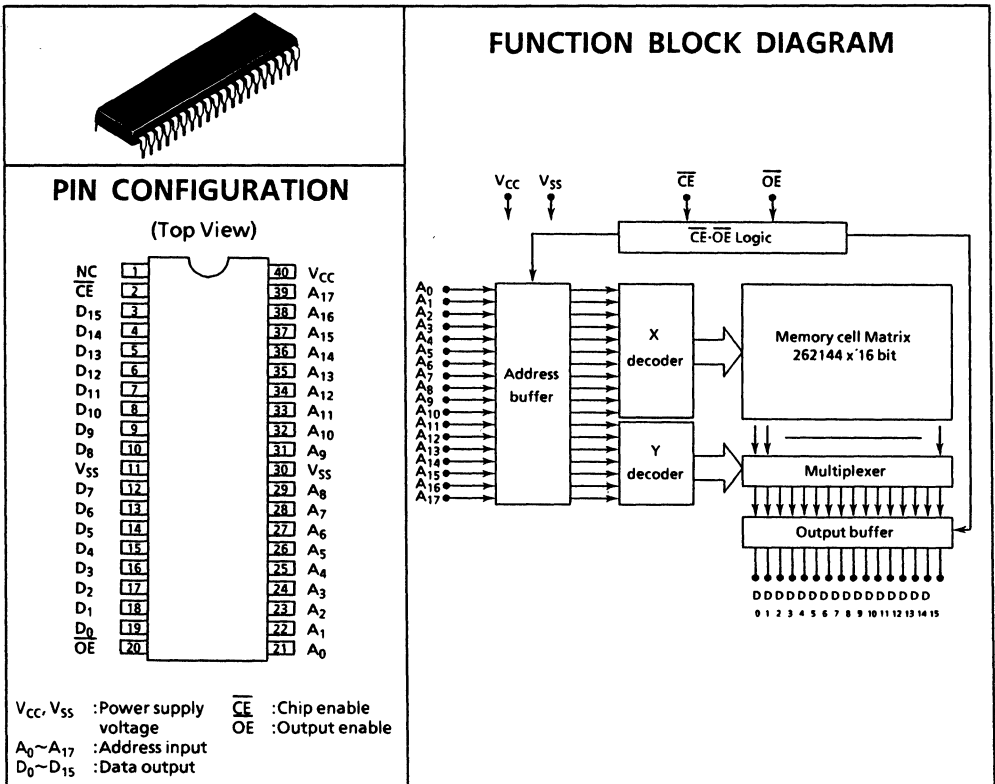 PIN CONFIGURATION
(Top View)
NC 1 40 VCC
CE 2 39 A17
D15 3 38 A16
D14 4 37 A15
D13 5 36 A14
D12 6 35 A13
D11 7 34 A12
D10 8 33 A11
D9 9 32 A10
D8 10 31 A9
VSS 11 30 VSS
D7 12 29 A8
D6 13 28 A7
D5 14 27 A6
D4 15 26 A5
D3 16 25 A4
D2 17 24 A3
D1 18 23 A2
D0 19 22 A1
OE 20 21 A0
VCC, VSS :Power supply
voltage
A0~A17 :Address input
D0~D15 :Data output
CE :Chip enable
OE :Output enable
FUNCTION BLOCK DIAGRAM
VCC VSS CE OE
CE·OE Logic
A0
A1
A2
A3
A4
A5
A6
A7
A8
A9
A10
A11
A12
A13
A14
A15
A16
A17
Address
buffer
X
decoder
Y
decoder
Memory cell Matrix
262144 x 16 bit
Multiplexer
Output buffer
D D D D D D D D D D D D D D D
0 1 2 3 4 5 6 7 8 9 10 11 12 13 14 15